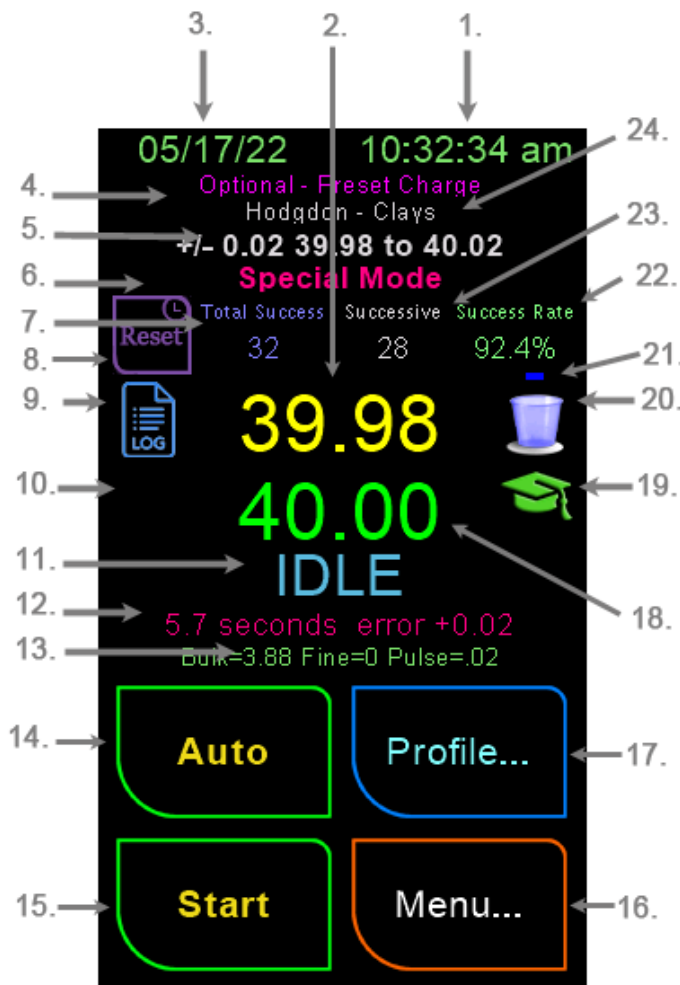 3. 2. 1.
05/17/22 10:32:34 am
24.
4. Optional - Preset Charge
Hodgdon - Clays
5. +/- 0.02 39.98 to 40.02 23.
6. Special Mode 22.
7. Total Success Successive Success Rate
Reset
8. 32 28 92.4%
21.
9. LOG 39.98 20.
10. 40.00 19.
11. IDLE
12. 5.7 seconds error +0.02 18.
13. Bulk=3.88 Fine=0 Pulse=.02
14. Auto Profile... 17.
15. Start Menu... 16.